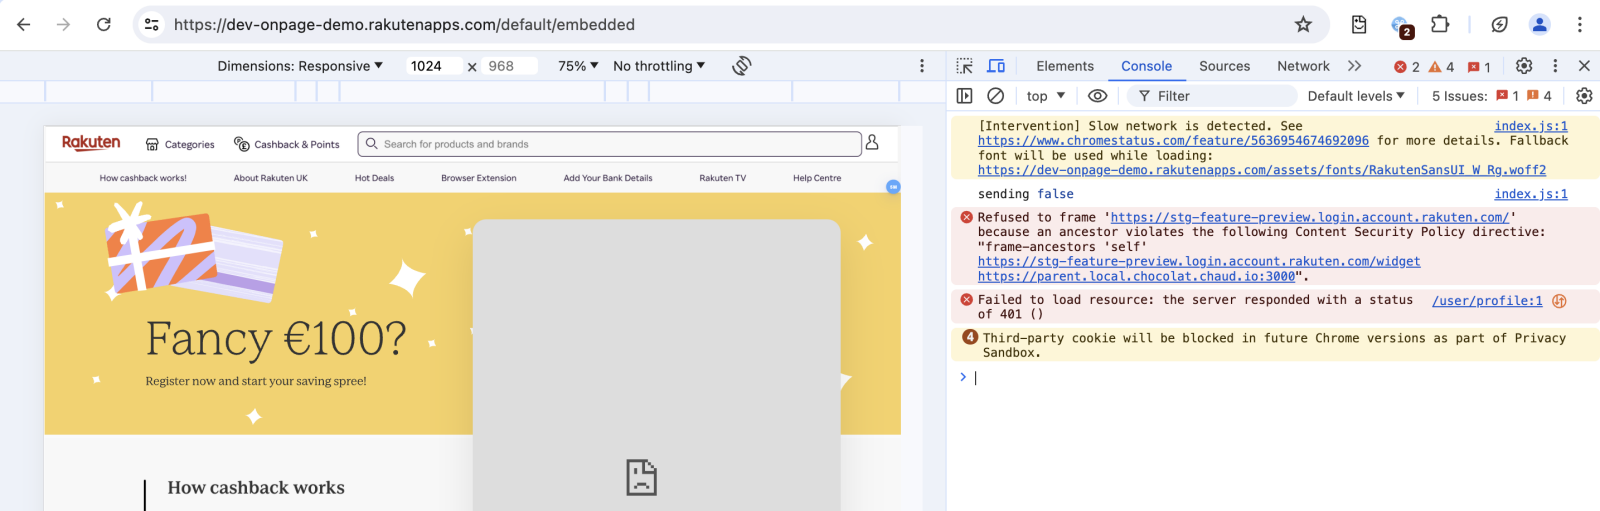 https://dev-onpage-demo.rakutenapps.com/default/embedded
2
Dimensions: Responsive ▼ 1024 × 968 75% ▼ No throttling ▼
Elements Console Sources Network >> 2 4 1
top ▼ Filter Default levels ▼ 5 Issues: 1 4
Rakuten Categories Cashback & Points Search for products and brands
How cashback works! About Rakuten UK Hot Deals Browser Extension Add Your Bank Details Rakuten TV Help Centre
Fancy €100?
Register now and start your saving spree!
How cashback works
[Intervention] Slow network is detected. See index.js:1
https://www.chromestatus.com/feature/5636954674692096 for more details. Fallback
font will be used while loading:
https://dev-onpage-demo.rakutenapps.com/assets/fonts/RakutenSansUI_W_Rg.woff2
sending false index.js:1
Refused to frame 'https://stg-feature-preview.login.account.rakuten.com/'
because an ancestor violates the following Content Security Policy directive:
"frame-ancestors 'self'
https://stg-feature-preview.login.account.rakuten.com/widget
https://parent.local.chocolat.chaud.io:3000".
Failed to load resource: the server responded with a status /user/profile:1
of 401 ()
4 Third-party cookie will be blocked in future Chrome versions as part of Privacy
Sandbox.